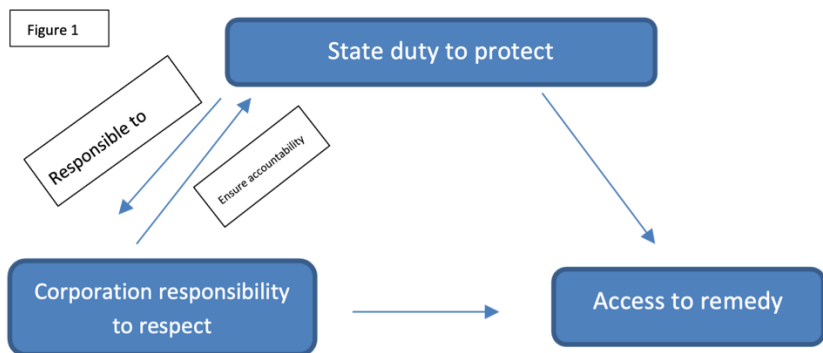 Figure 1
State duty to protect
Responsible to
Ensure accountability
Corporation responsibility
to respect
Access to remedy